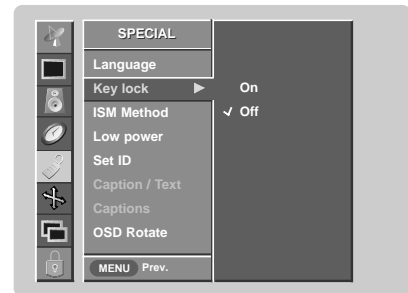 SPECIAL
Language
Key lock ▶ On
ISM Method ✓ Off
Low power
Set ID
Caption / Text
Captions
OSD Rotate
MENU Prev.